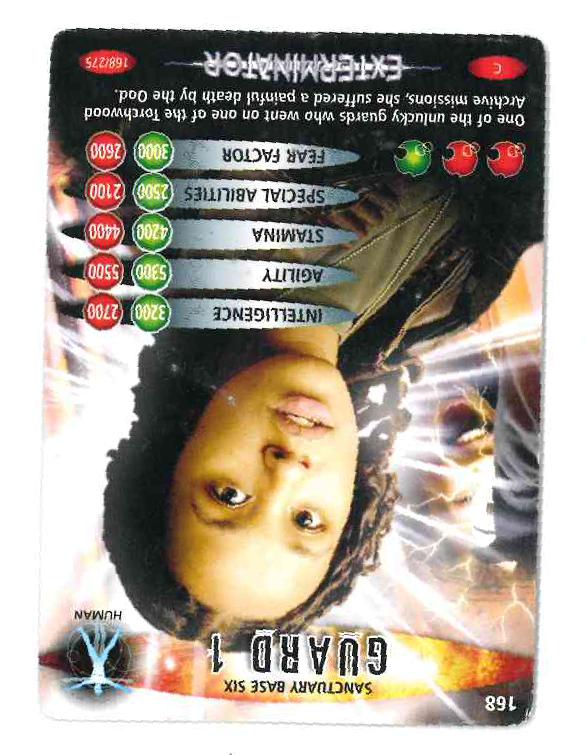 168
SANCTUARY BASE SIX
GUARD 1
HUMAN
INTELLIGENCE 3200 2700
AGILITY 5300 5500
STAMINA 4200 4400
SPECIAL ABILITIES 2500 2100
FEAR FACTOR 3000 2600
One of the unlucky guards who went on one of the Torchwood
Archive missions, she suffered a painful death by the Ood.
C EXTERMINATOR 168/275